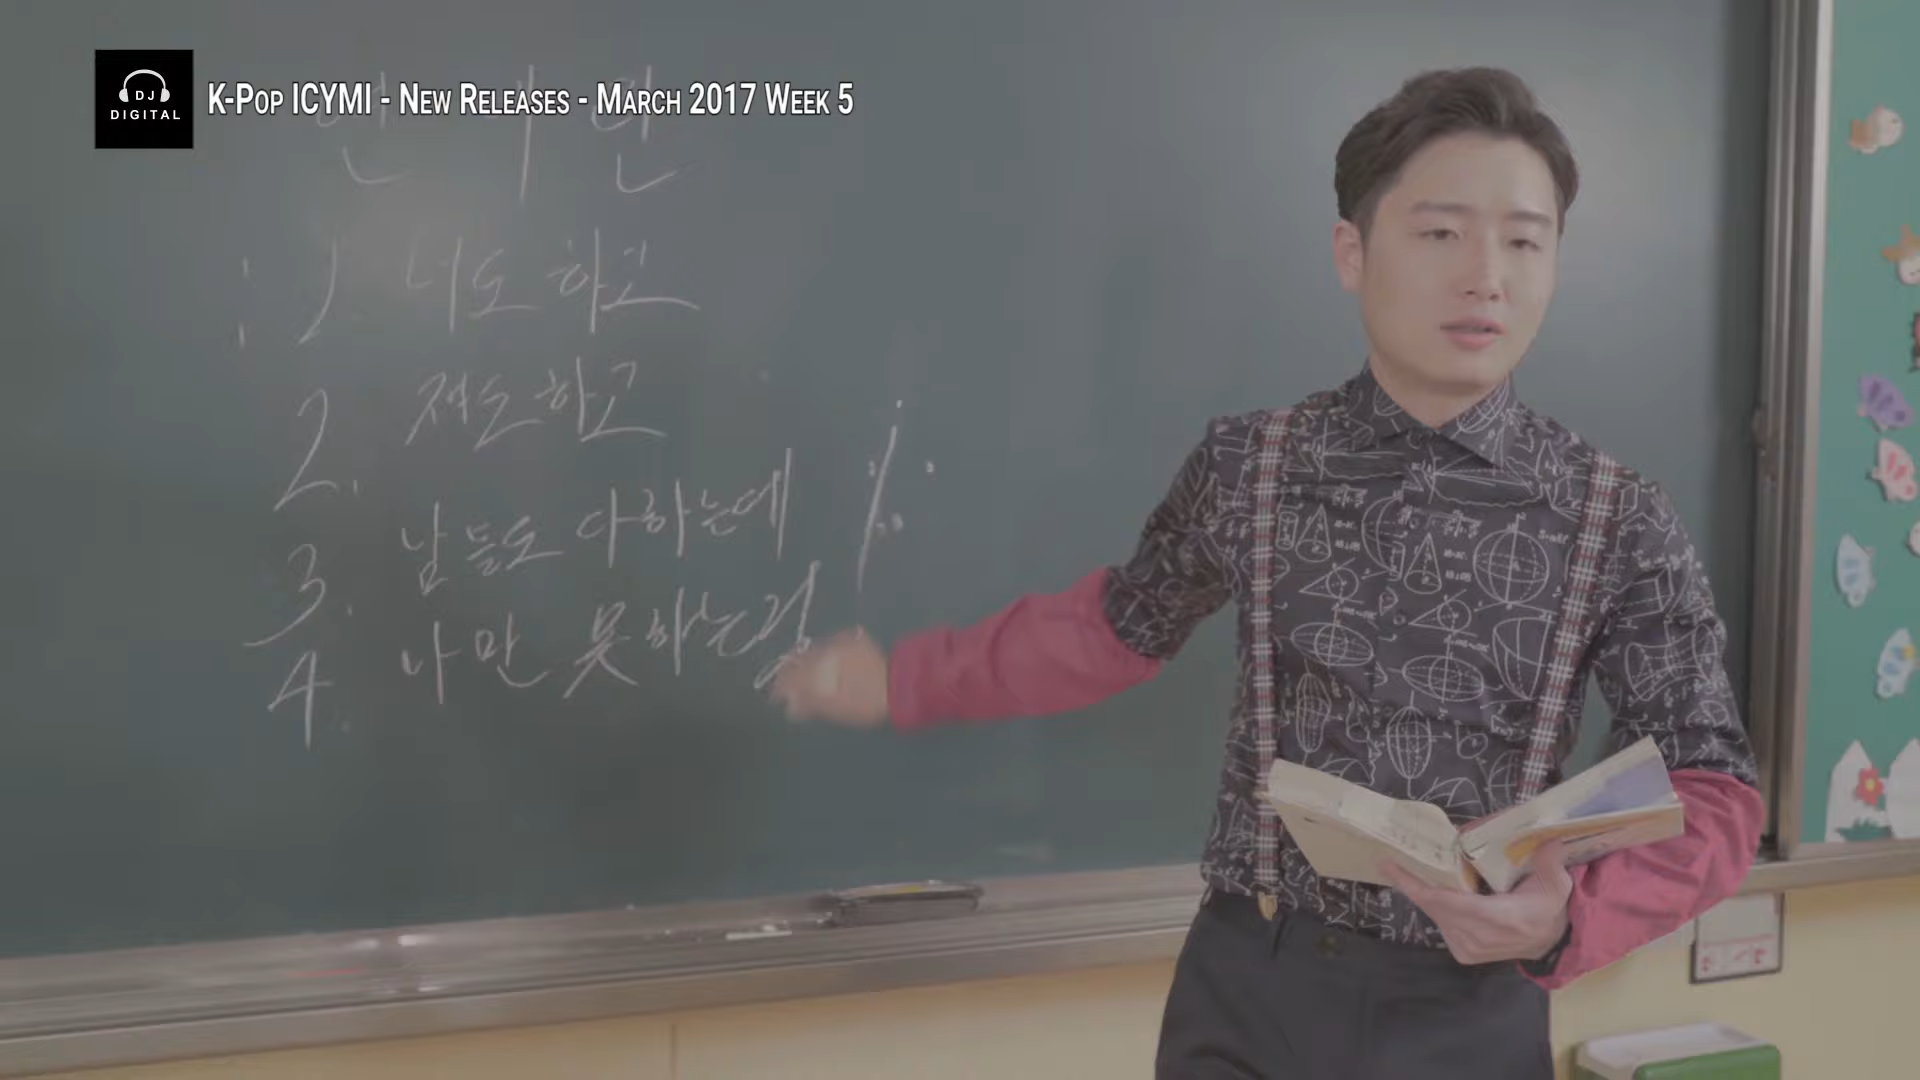 DJ
DIGITAL
K-Pop ICYMI - New Releases - March 2017 Week 5
1. 너도 하고
2. 쟤도 하고
3. 남들도 다하는데
4. 나만 못하는걸